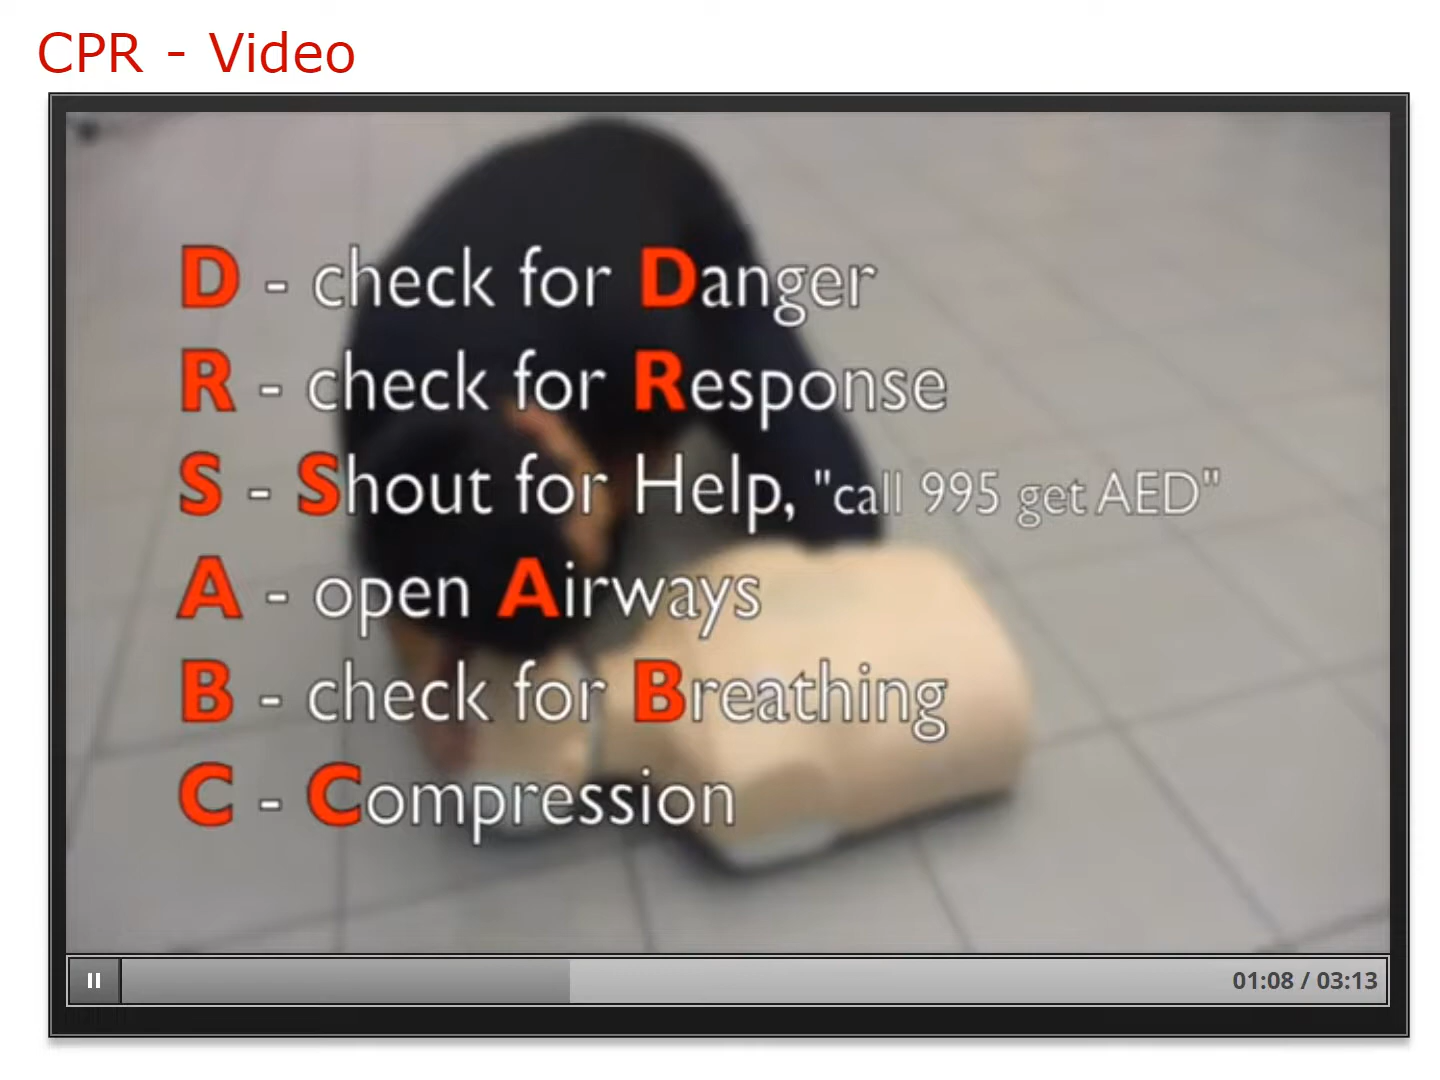 CPR - Video
D - check for Danger
R - check for Response
S - Shout for Help, "call 995 get AED"
A - open Airways
B - check for Breathing
C - Compression
01:08 / 03:13